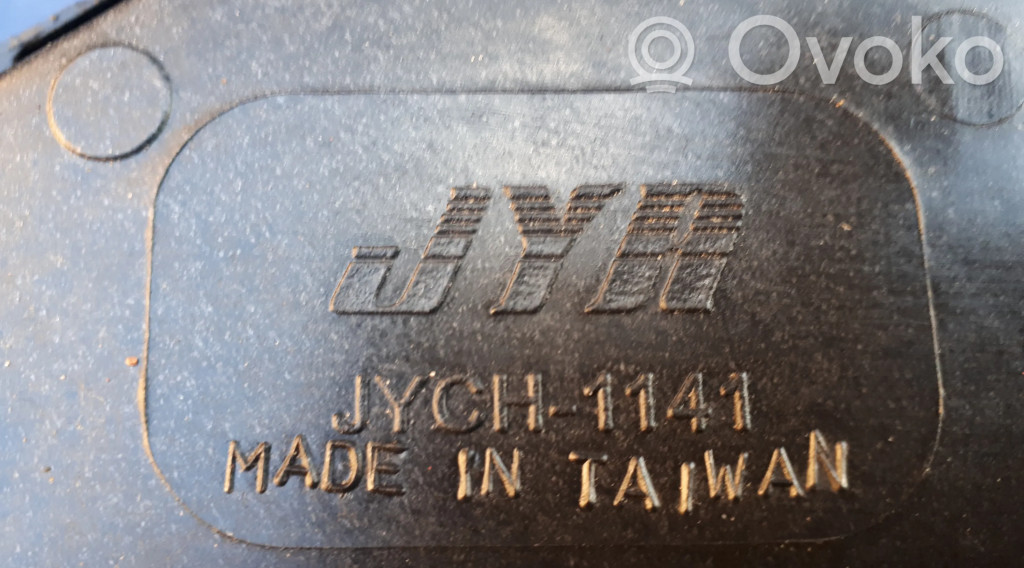 Ovoko
JYR
JYCH-1141
MADE IN TAIWAN